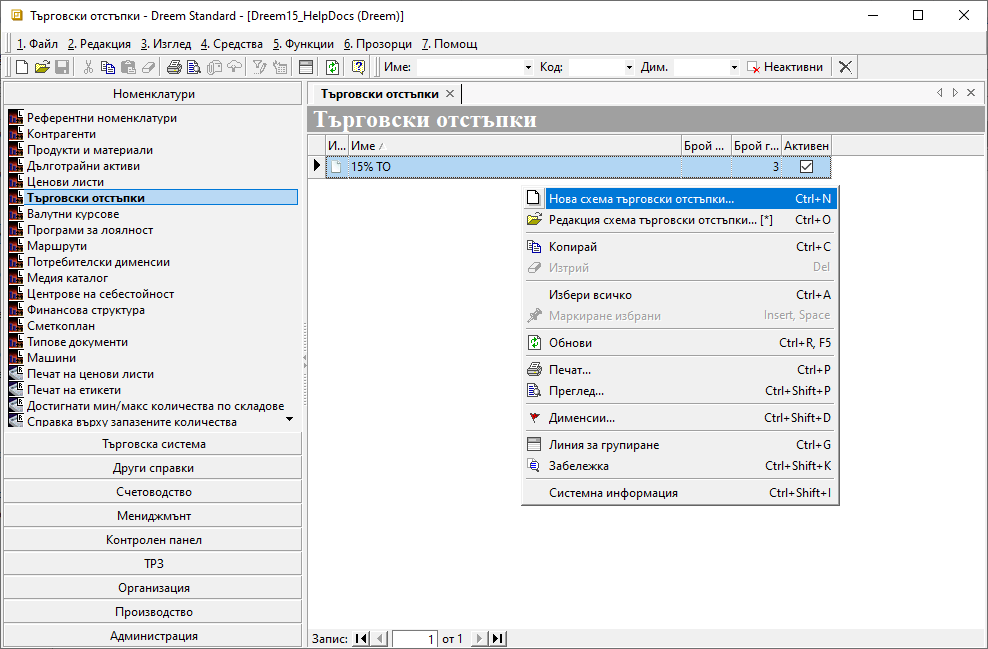 Търговски отстъпки - Dreem Standard - [Dreem15_HelpDocs (Dreem)]
1. Файл 2. Редакция 3. Изглед 4. Средства 5. Функции 6. Прозорци 7. Помощ
Име: Код: Дим. Неактивни
Номенклатури
Референтни номенклатури
Контрагенти
Продукти и материали
Дълготрайни активи
Ценови листи
Търговски отстъпки
Валутни курсове
Програми за лоялност
Маршрути
Потребителски дименсии
Медия каталог
Центрове на себестойност
Финансова структура
Сметкоплан
Типове документи
Машини
Печат на ценови листи
Печат на етикети
Достигнати мин/макс количества по складове
Справка върху запазените количества
Търговска система
Други справки
Счетоводство
Мениджмънт
Контролен панел
ТРЗ
Организация
Производство
Администрация
Търговски отстъпки
Търговски отстъпки
И... Име Брой ... Брой г... Активен
15% ТО 3
Нова схема търговски отстъпки... Ctrl+N
Редакция схема търговски отстъпки... [*] Ctrl+O
Копирай Ctrl+C
Изтрий Del
Избери всичко Ctrl+A
Маркиране избрани Insert, Space
Обнови Ctrl+R, F5
Печат... Ctrl+P
Преглед... Ctrl+Shift+P
Дименсии... Ctrl+Shift+D
Линия за групиране Ctrl+G
Забележка Ctrl+Shift+K
Системна информация Ctrl+Shift+I
Запис: 1 от 1